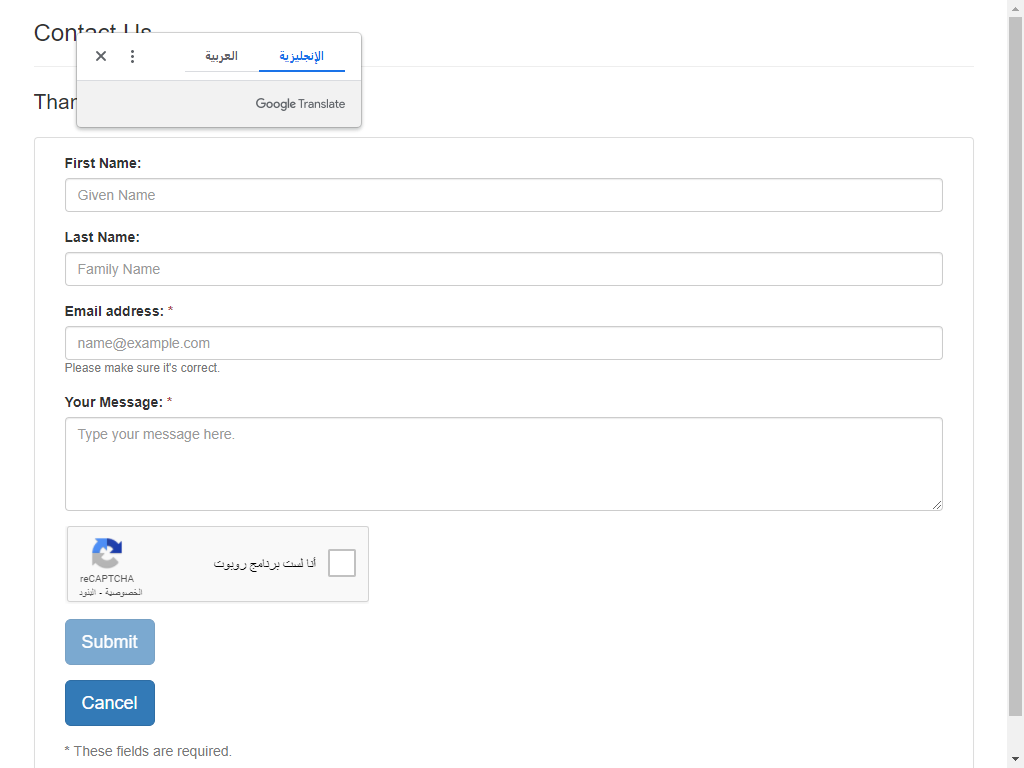 Contact Us
العربية
الإنجليزية
Google Translate
First Name:
Given Name
Last Name:
Family Name
Email address: *
name@example.com
Please make sure it's correct.
Your Message: *
Type your message here.
أنا لست برنامج روبوت
reCAPTCHA
الخصوصية - البنود
Submit
Cancel
* These fields are required.